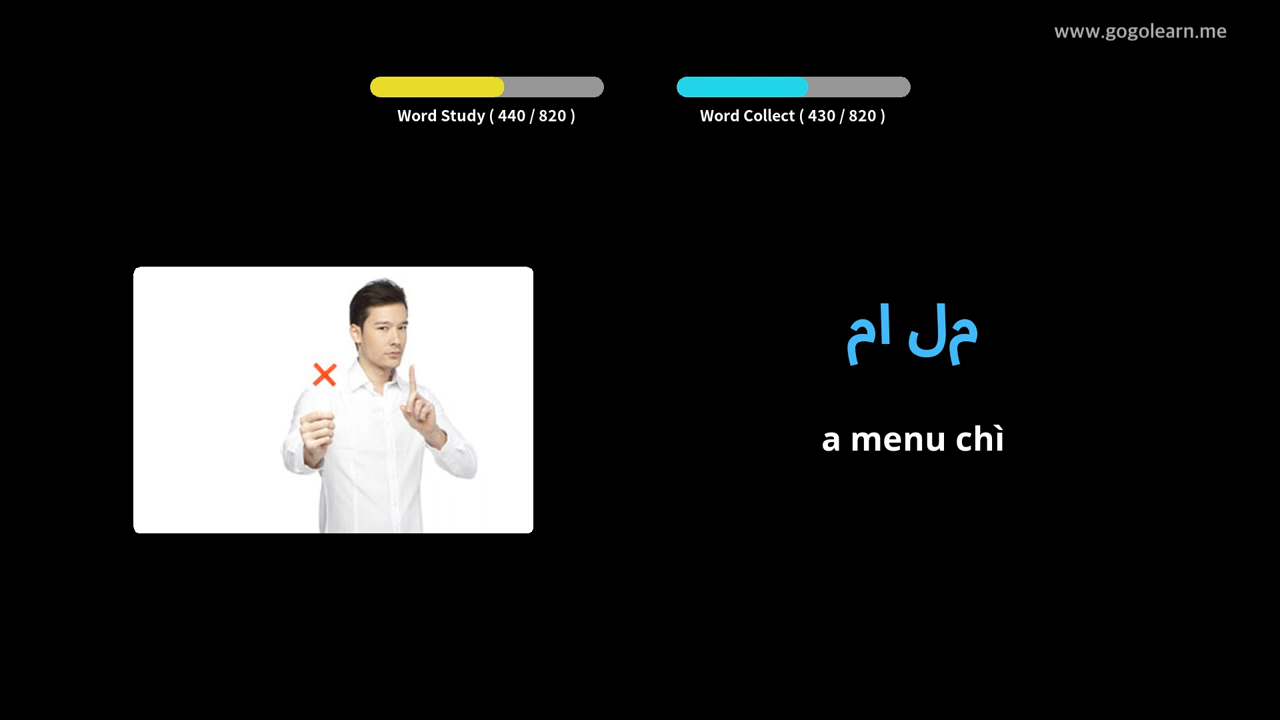 www.gogolearn.me
Word Study ( 440 / 820 )
Word Collect ( 430 / 820 )
ما لم
a menu chì